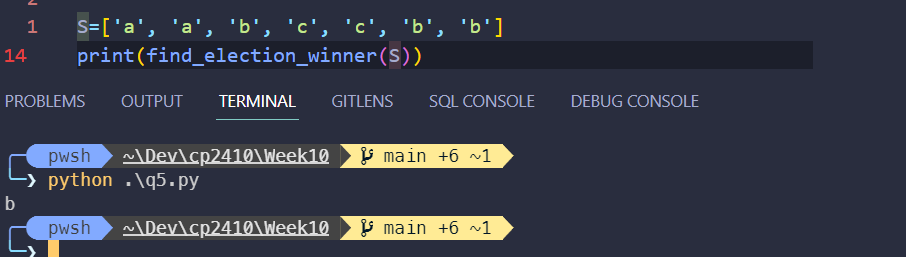 2
1 S=['a', 'a', 'b', 'c', 'c', 'b', 'b']
14 print(find_election_winner(S))
PROBLEMS OUTPUT TERMINAL GITLENS SQL CONSOLE DEBUG CONSOLE
pwsh ~\Dev\cp2410\Week10 main +6 ~1
❯ python .\q5.py
b
pwsh ~\Dev\cp2410\Week10 main +6 ~1
❯